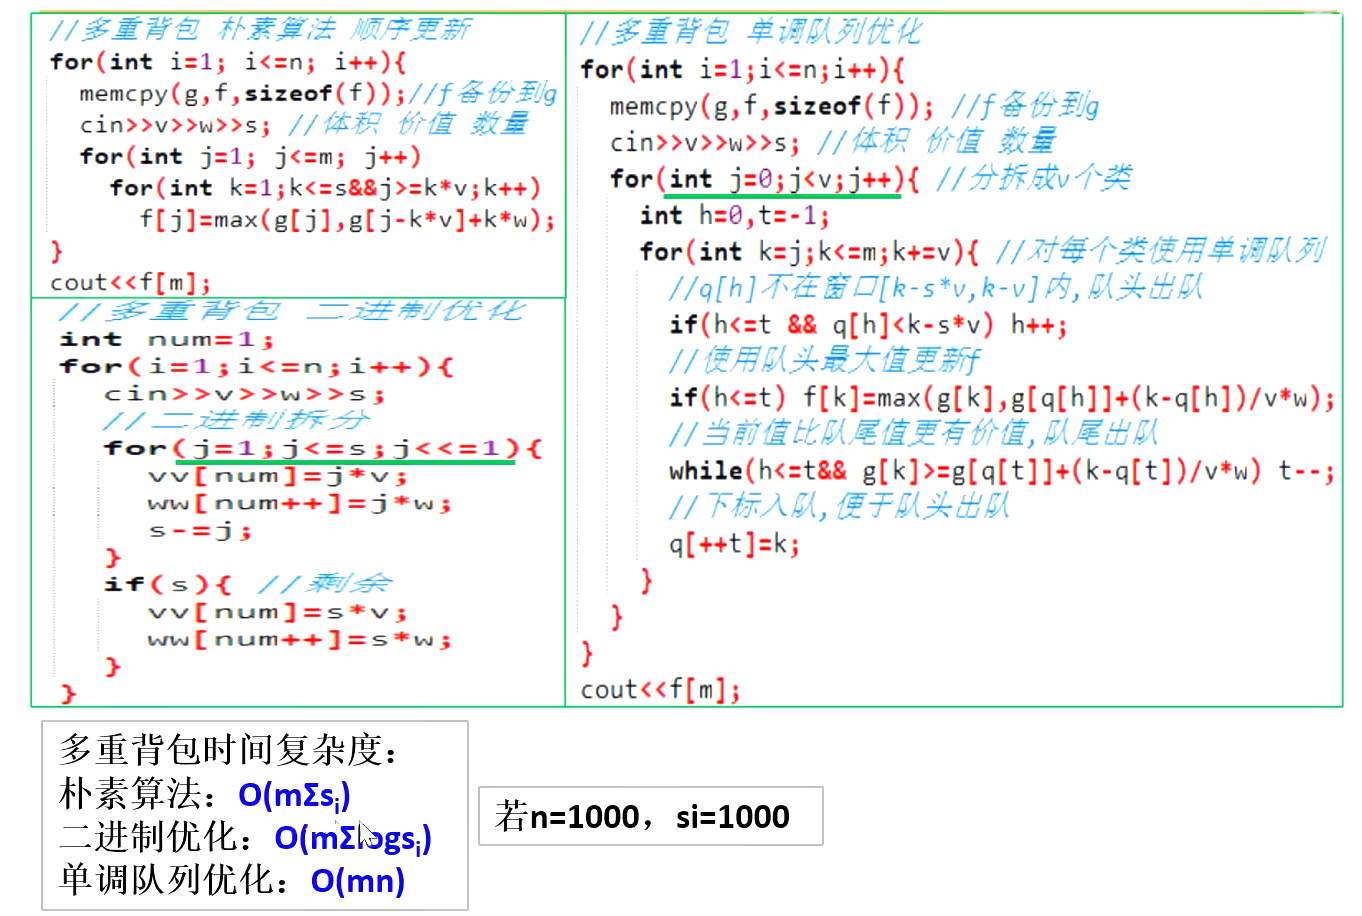 //多重背包 朴素算法 顺序更新
for(int i=1; i<=n; i++){
memcpy(g,f,sizeof(f));//f备份到g
cin>>v>>w>>s; //体积 价值 数量
for(int j=1; j<=m; j++)
for(int k=1;k<=s&&j>=k*v;k++)
f[j]=max(g[j],g[j-k*v]+k*w);
}
cout<<f[m];
//多重背包 二进制优化
int num=1;
for(i=1;i<=n;i++){
cin>>v>>w>>s;
//二进制拆分
for(j=1;j<=s;j<<=1){
vv[num]=j*v;
ww[num++]=j*w;
s-=j;
}
if(s){ //剩余
vv[num]=s*v;
ww[num++]=s*w;
}
}
//多重背包 单调队列优化
for(int i=1;i<=n;i++){
memcpy(g,f,sizeof(f)); //f备份到g
cin>>v>>w>>s; //体积 价值 数量
for(int j=0;j<v;j++){ //分拆成v个类
int h=0,t=-1;
for(int k=j;k<=m;k+=v){ //对每个类使用单调队列
//q[h]不在窗口[k-s*v,k-v]内,队头出队
if(h<=t && q[h]<k-s*v) h++;
//使用队头最大值更新f
if(h<=t) f[k]=max(g[k],g[q[h]]+(k-q[h])/v*w);
//当前值比队尾值更有价值,队尾出队
while(h<=t&& g[k]>=g[q[t]]+(k-q[t])/v*w) t--;
//下标入队,便于队头出队
q[++t]=k;
}
}
}
cout<<f[m];
多重背包时间复杂度：
朴素算法：O(mΣsi)
二进制优化：O(mΣlogsi)
单调队列优化：O(mn)
若n=1000，si=1000